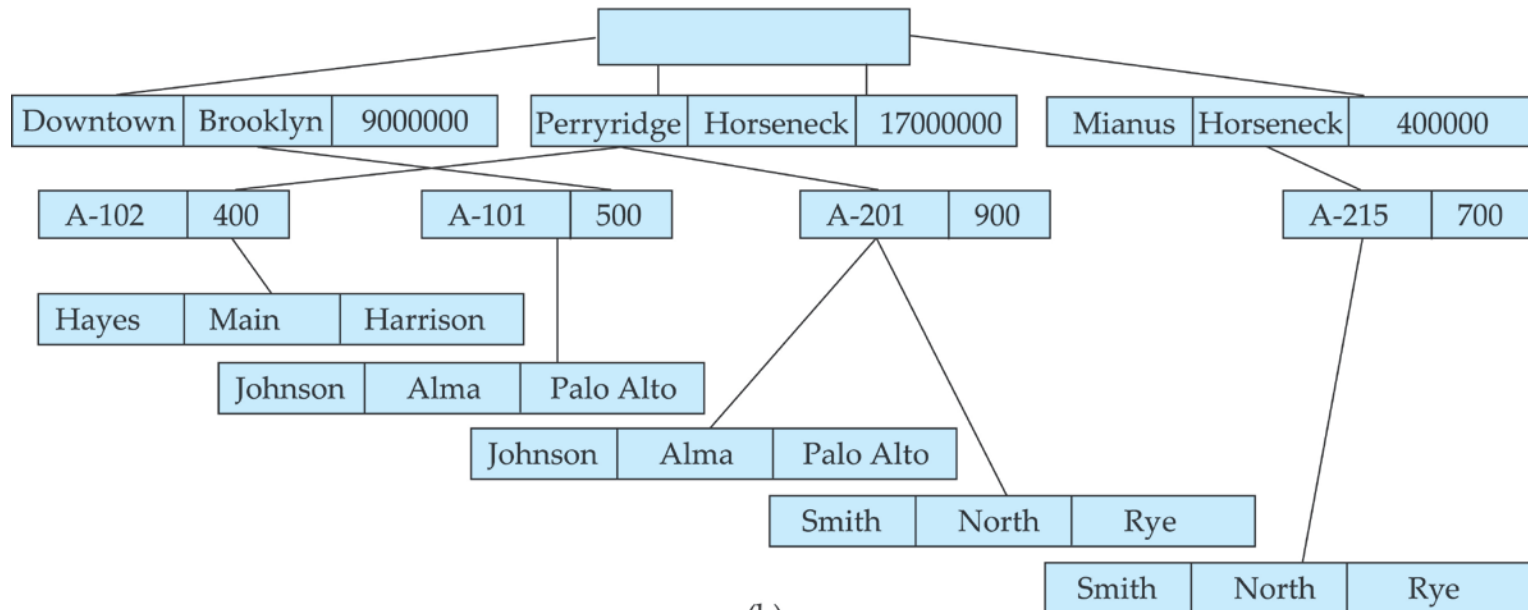 Downtown Brooklyn 9000000 Perryridge Horseneck 17000000 Mianus Horseneck 400000
A-102 400 A-101 500 A-201 900 A-215 700
Hayes Main Harrison
Johnson Alma Palo Alto
Johnson Alma Palo Alto
Smith North Rye
Smith North Rye